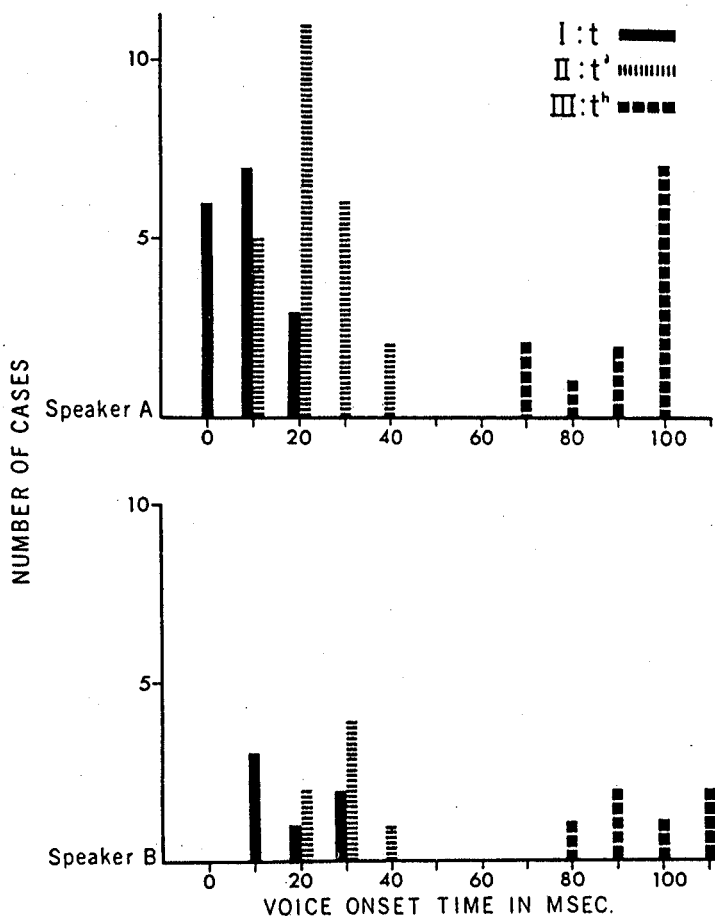 10
I : t
II : t˒
III : tʰ
5
NUMBER OF CASES
Speaker A
0 20 40 60 80 100
10
5
Speaker B
0 20 40 60 80 100
VOICE ONSET TIME IN MSEC.